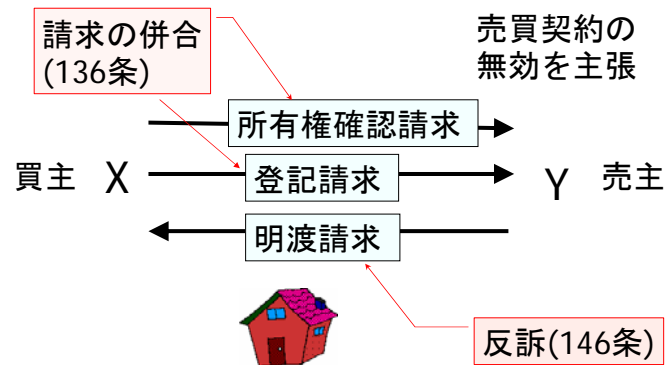 請求の併合
(136条)
売買契約の
無効を主張
所有権確認請求
買主 X
登記請求
Y 売主
明渡請求
反訴(146条)